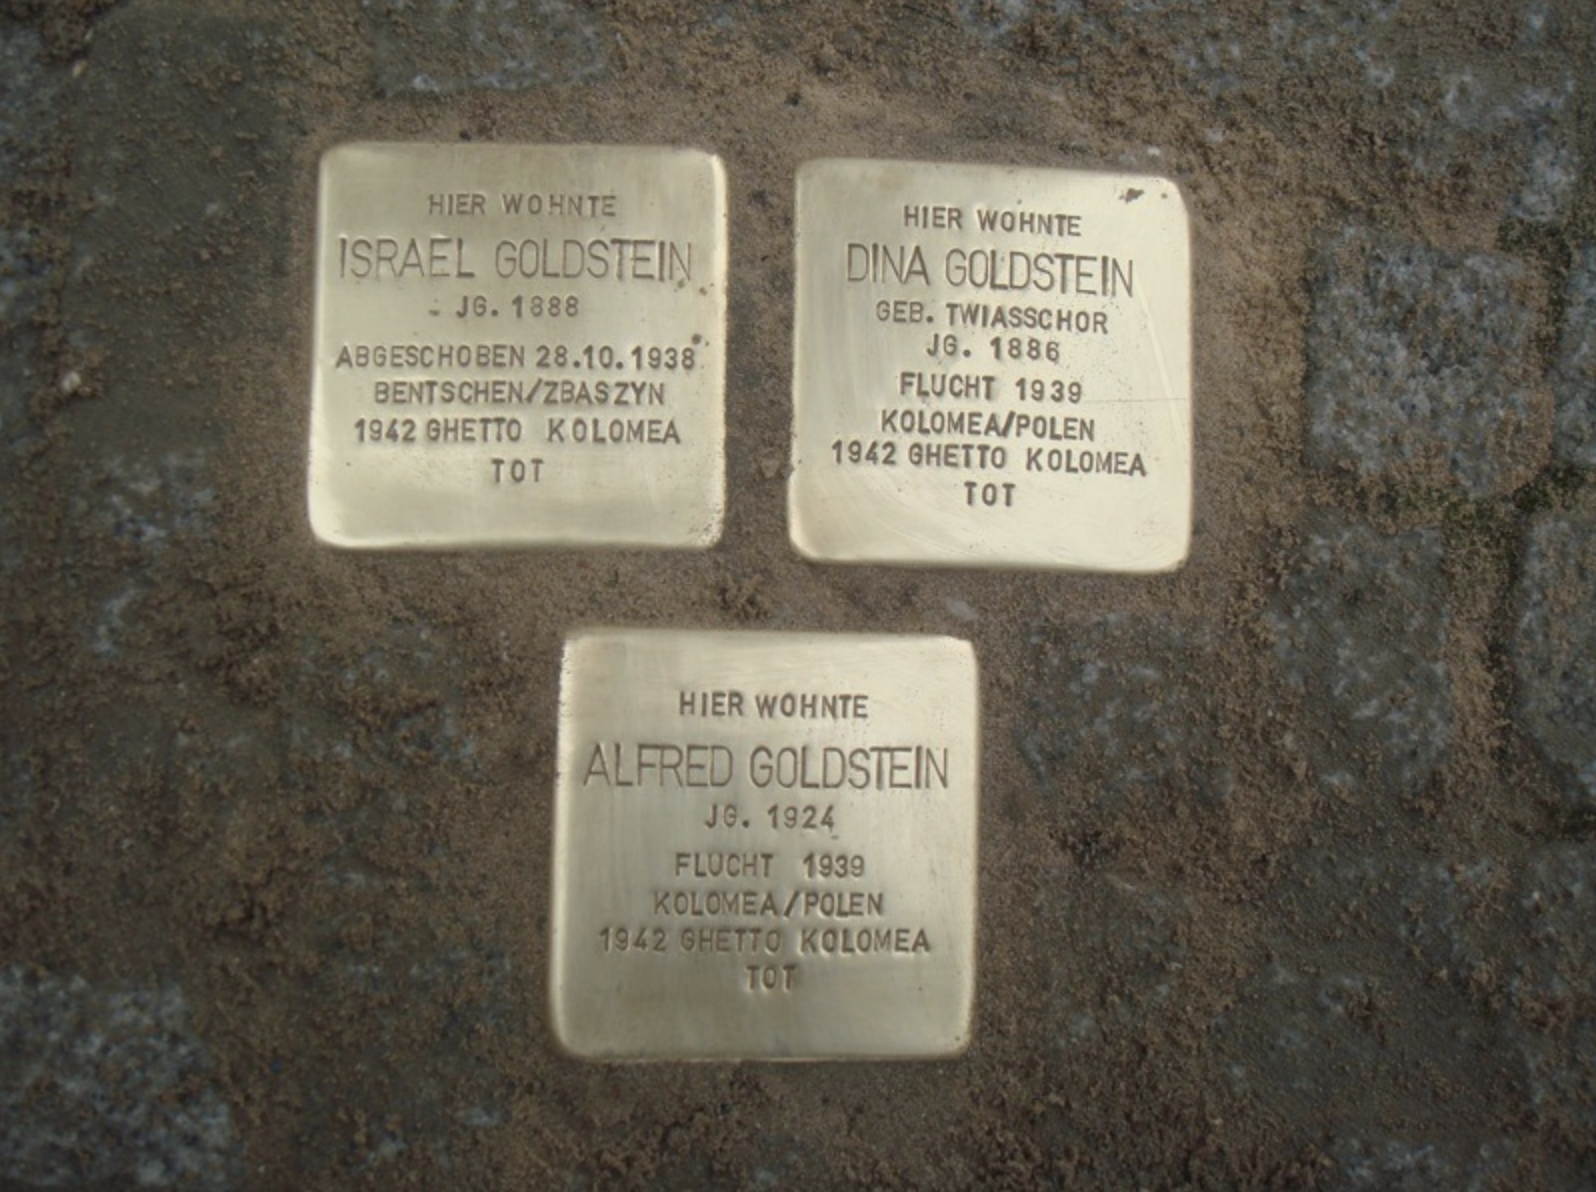 HIER WOHNTE
ISRAEL GOLDSTEIN
JG. 1888
ABGESCHOBEN 28.10.1938
BENTSCHEN/ZBASZYN
1942 GHETTO KOLOMEA
TOT
HIER WOHNTE
DINA GOLDSTEIN
GEB. TWIASSCHOR
JG. 1886
FLUCHT 1939
KOLOMEA/POLEN
1942 GHETTO KOLOMEA
TOT
HIER WOHNTE
ALFRED GOLDSTEIN
JG. 1924
FLUCHT 1939
KOLOMEA/POLEN
1942 GHETTO KOLOMEA
TOT